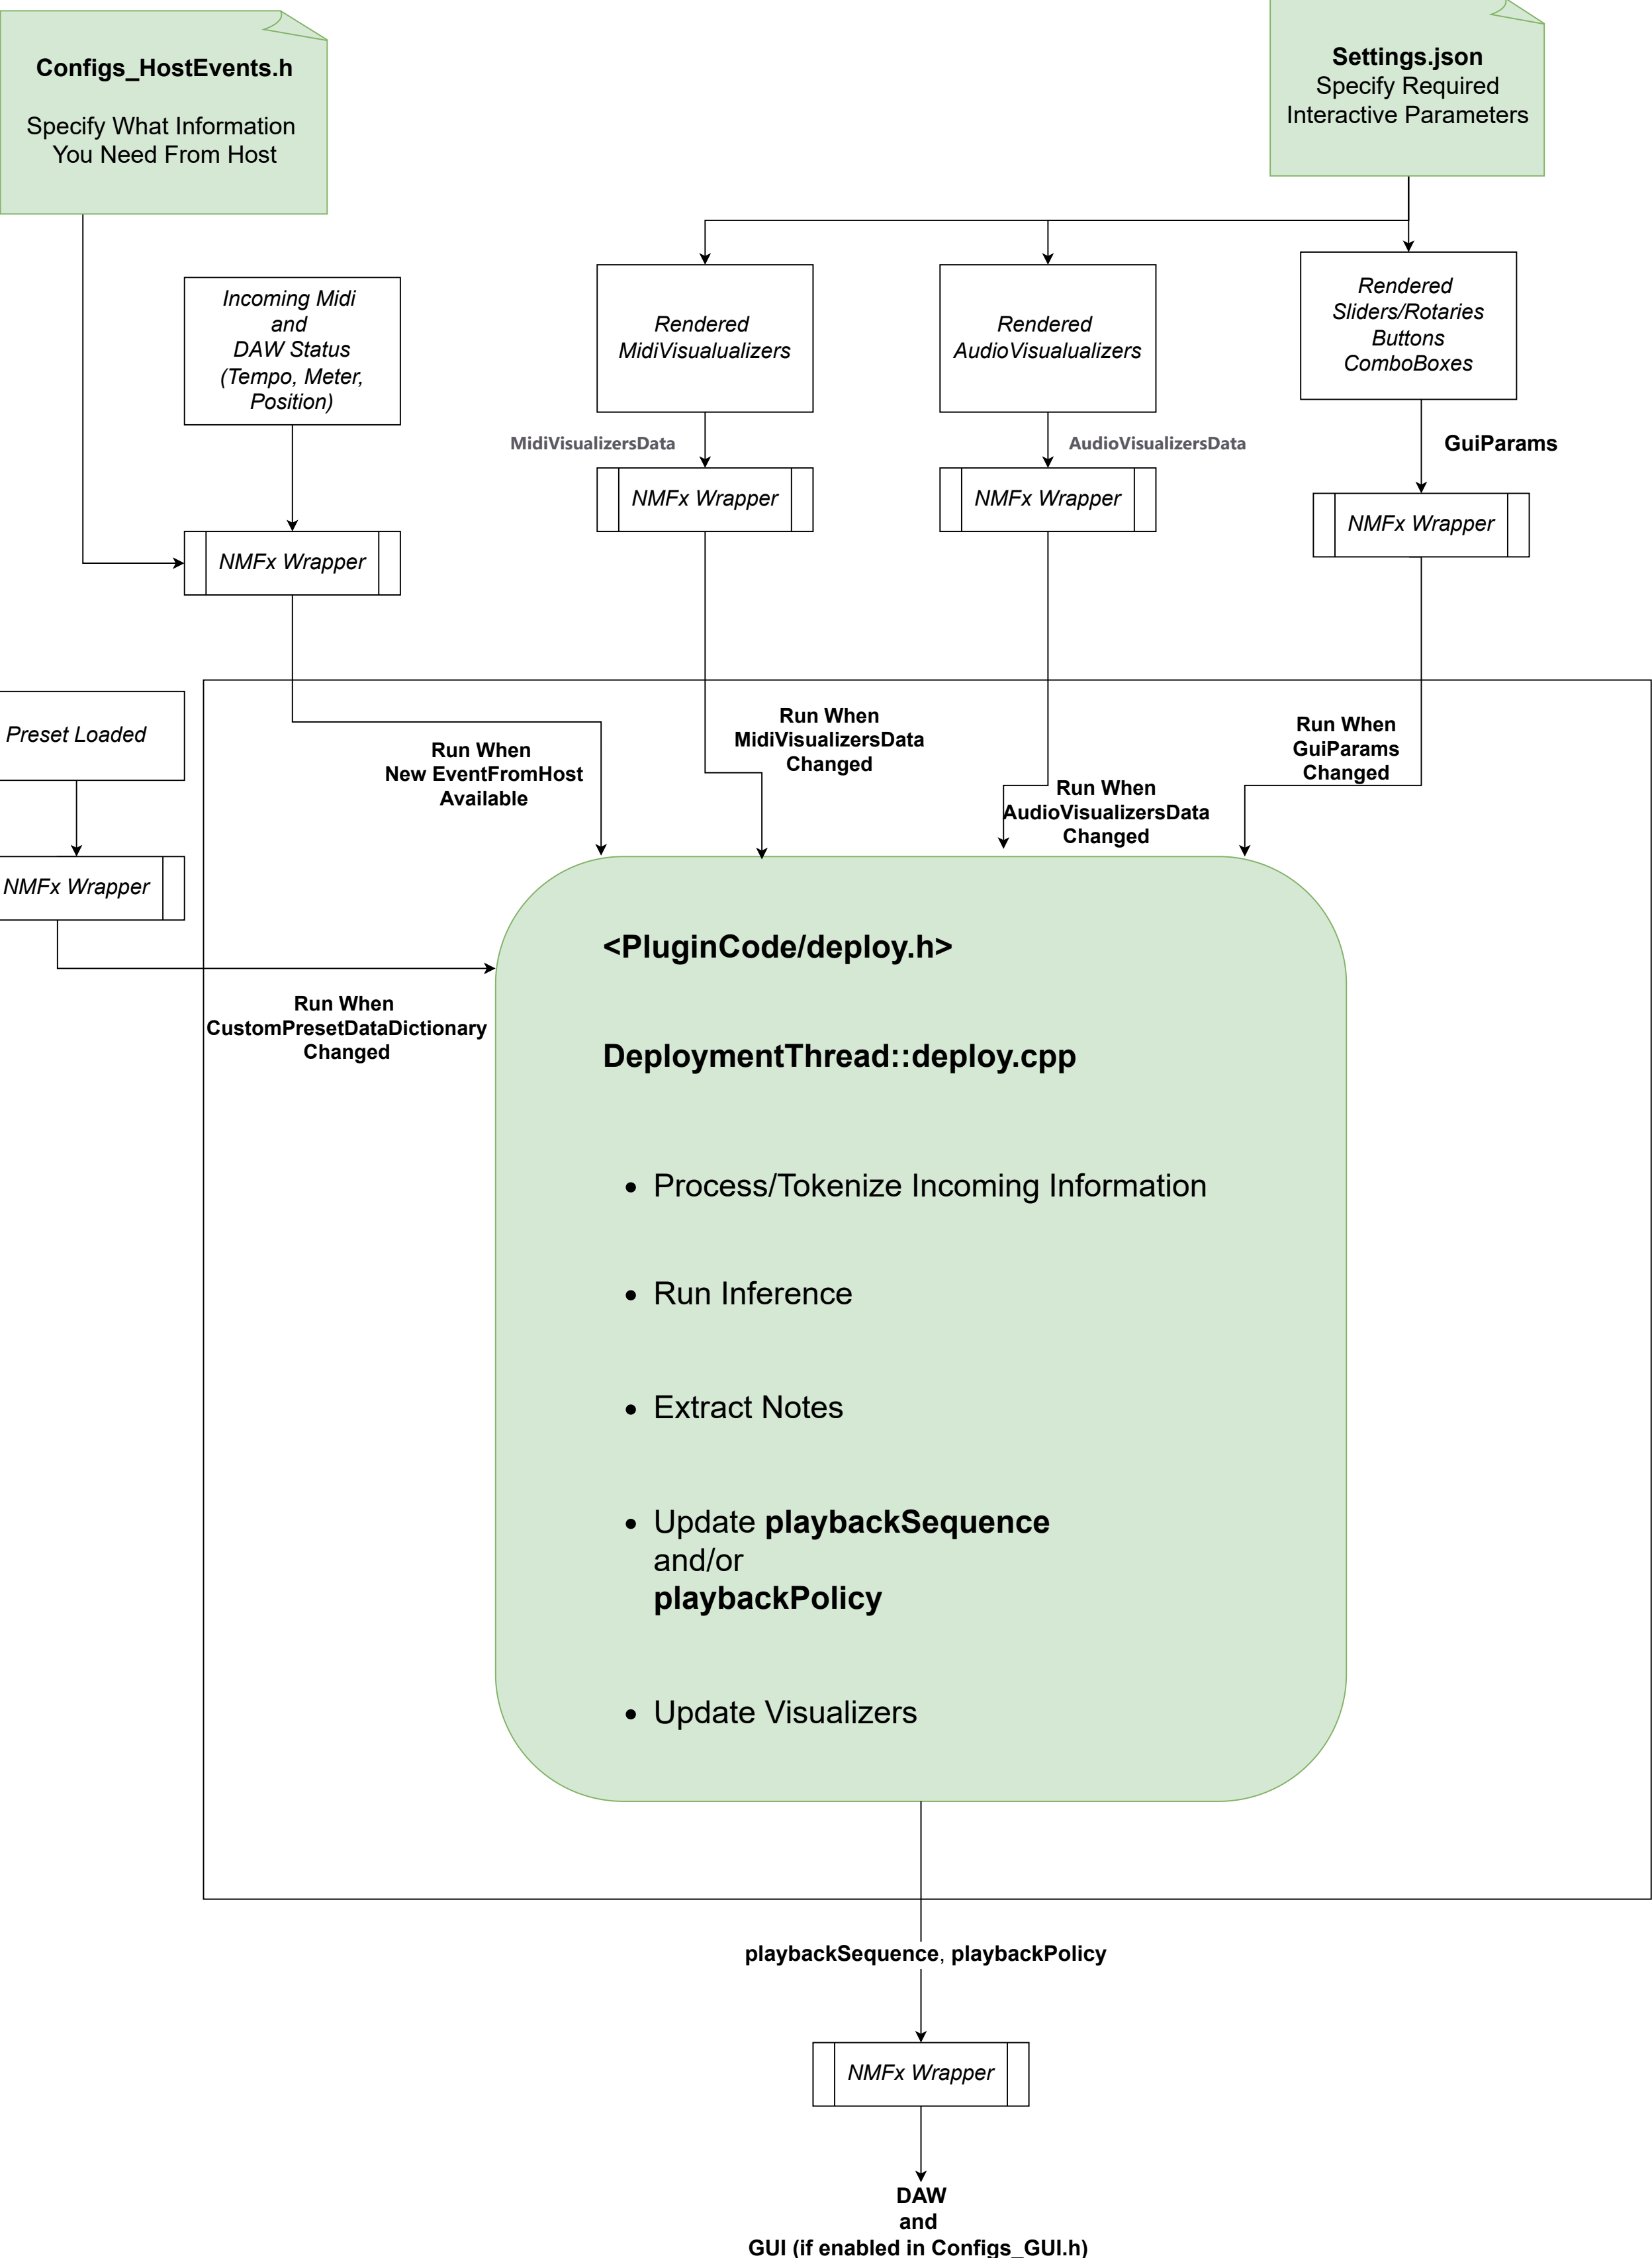 Configs_HostEvents.h
Specify What Information
You Need From Host
Settings.json
Specify Required
Interactive Parameters
Incoming Midi
and
DAW Status
(Tempo, Meter,
Position)
Rendered
MidiVisualualizers
Rendered
AudioVisualualizers
Rendered
Sliders/Rotaries
Buttons
ComboBoxes
MidiVisualizersData
AudioVisualizersData
GuiParams
NMFx Wrapper
NMFx Wrapper
NMFx Wrapper
NMFx Wrapper
Preset Loaded
NMFx Wrapper
Run When
New EventFromHost
Available
Run When
MidiVisualizersData
Changed
Run When
AudioVisualizersData
Changed
Run When
GuiParams
Changed
Run When
CustomPresetDataDictionary
Changed
<PluginCode/deploy.h>
DeploymentThread::deploy.cpp
• Process/Tokenize Incoming Information
• Run Inference
• Extract Notes
• Update playbackSequence
and/or
playbackPolicy
• Update Visualizers
playbackSequence, playbackPolicy
NMFx Wrapper
DAW
and
GUI (if enabled in Configs_GUI.h)